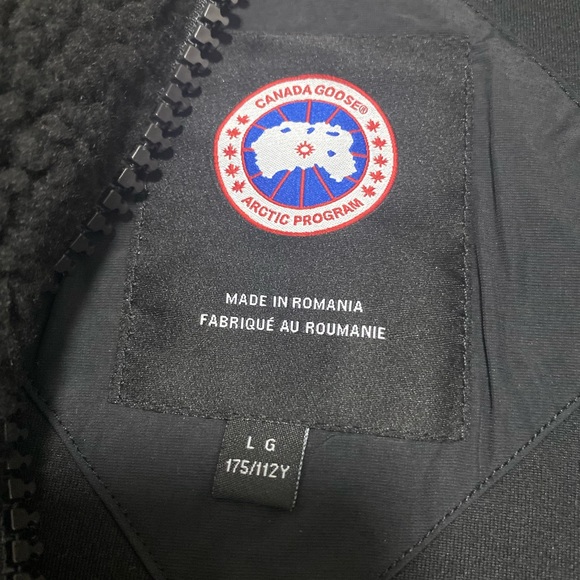 CANADA GOOSE®
ARCTIC PROGRAM
MADE IN ROMANIA
FABRIQUÉ AU ROUMANIE
L G
175/112Y